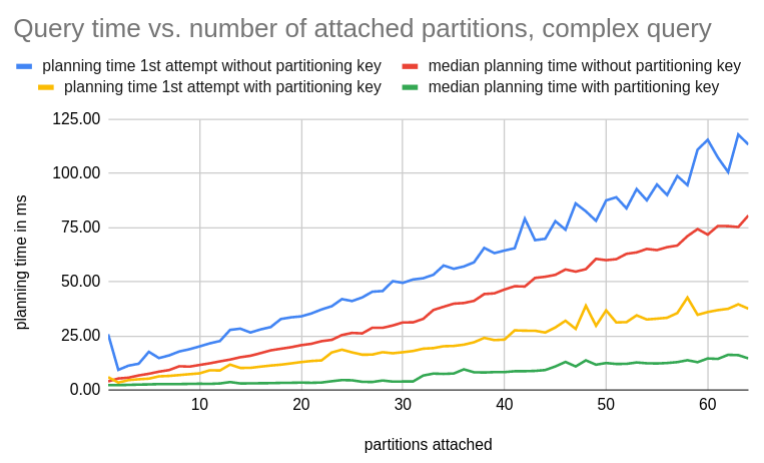 Query time vs. number of attached partitions, complex query
planning time 1st attempt without partitioning key
median planning time without partitioning key
planning time 1st attempt with partitioning key
median planning time with partitioning key
planning time in ms
125.00
100.00
75.00
50.00
25.00
0.00
10 20 30 40 50 60
partitions attached